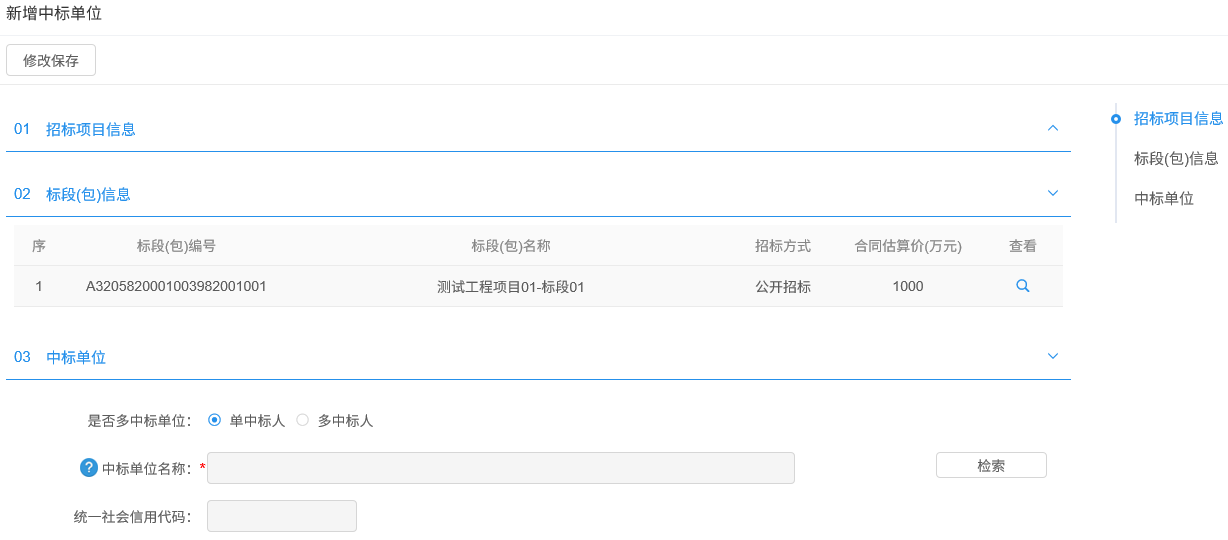 新增中标单位
修改保存
01 招标项目信息
招标项目信息
标段(包)信息
中标单位
02 标段(包)信息
序 标段(包)编号 标段(包)名称 招标方式 合同估算价(万元) 查看
1 A3205820001003982001001 测试工程项目01-标段01 公开招标 1000
03 中标单位
是否多中标单位: 单中标人 多中标人
? 中标单位名称: * 检索
统一社会信用代码: